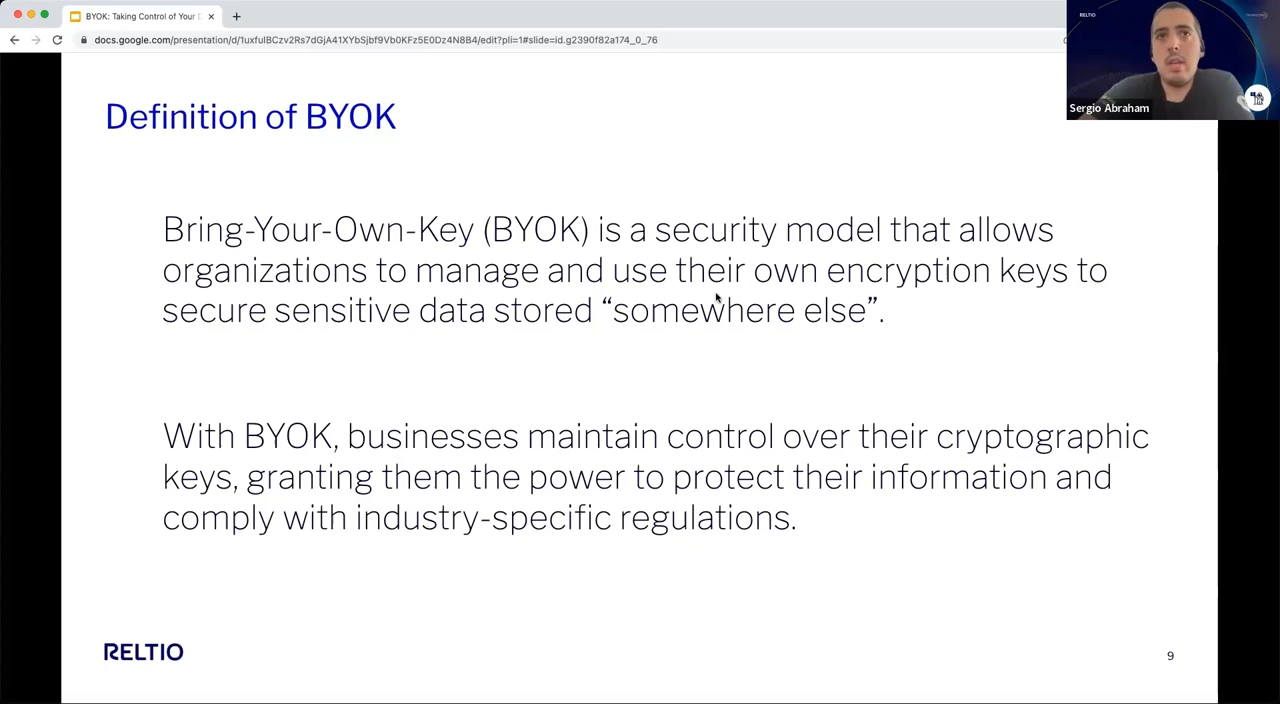 BYOK: Taking Control of Your D
docs.google.com/presentation/d/1uxfulBCzv2Rs7dGjA41XYbSbf9Vb0KFz5E0Dz4N8B4/edit?pli=1#slide=id.g2390f82a174_0_76
RELTIO
Sergio Abraham
Definition of BYOK
Bring-Your-Own-Key (BYOK) is a security model that allows
organizations to manage and use their own encryption keys to
secure sensitive data stored “somewhere else”.
With BYOK, businesses maintain control over their cryptographic
keys, granting them the power to protect their information and
comply with industry-specific regulations.
RELTIO
9